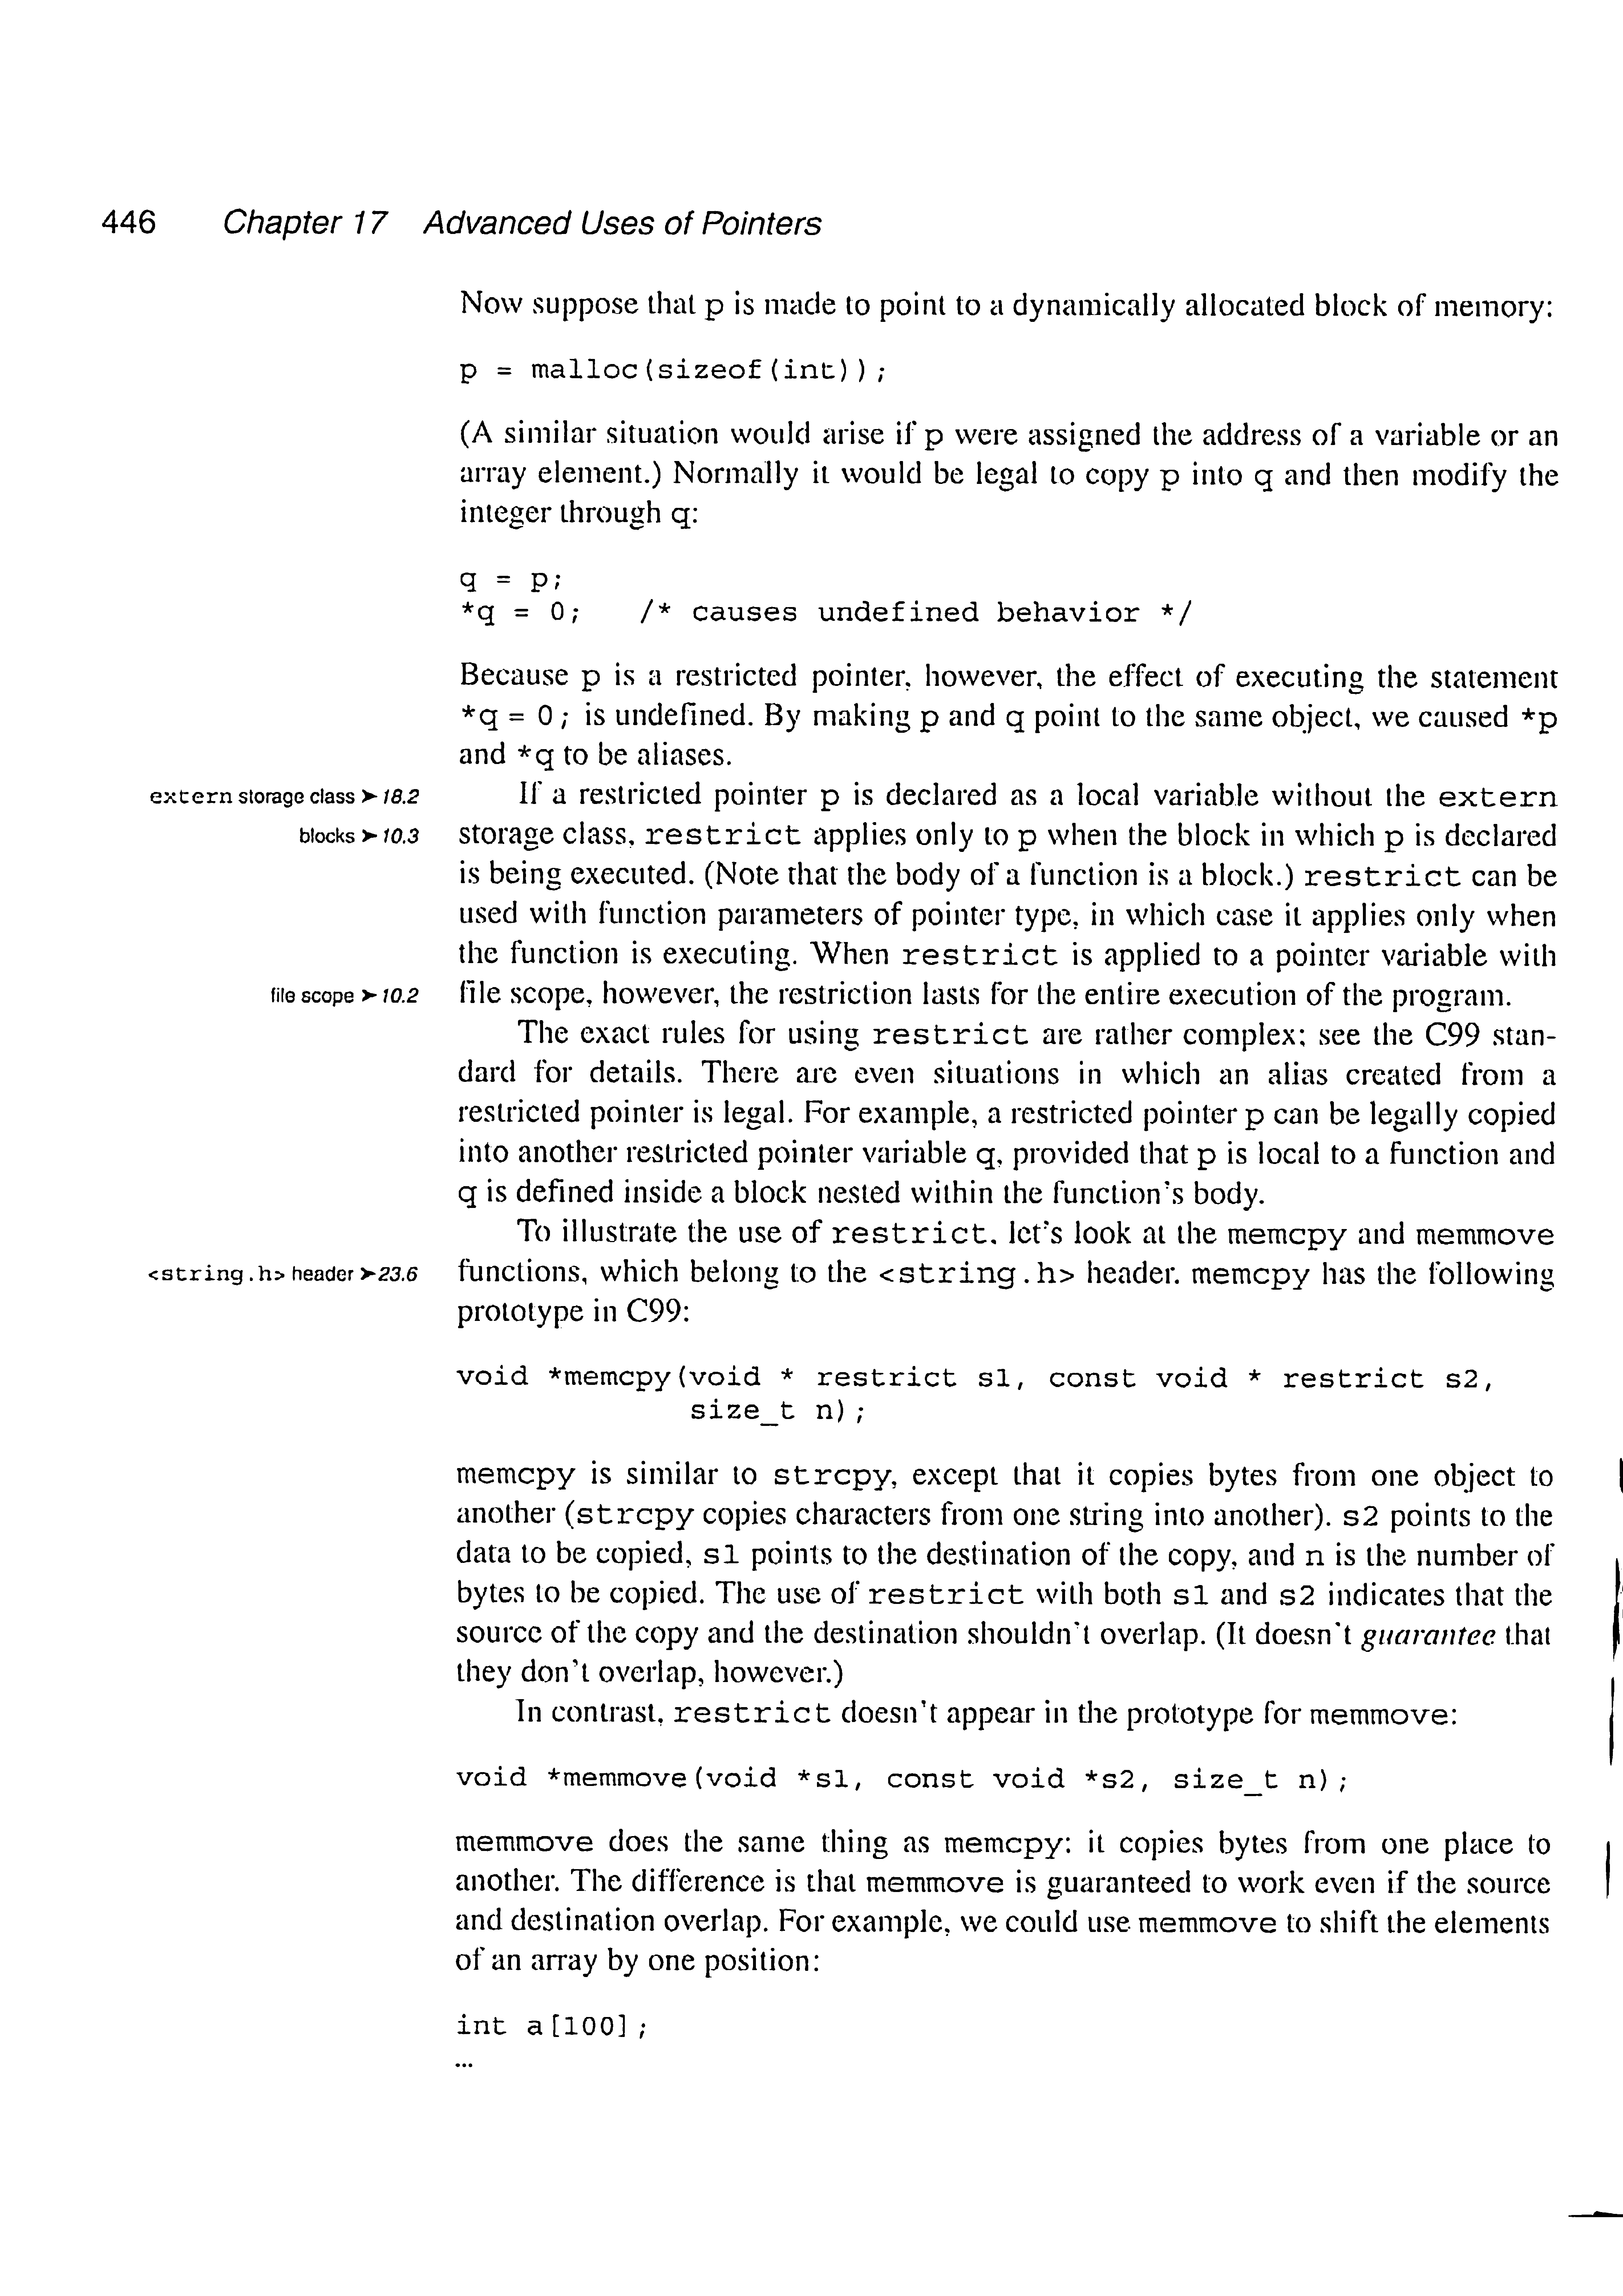 446 Chapter 17 Advanced Uses of Pointers
Now suppose that p is made to point to a dynamically allocated block of memory:
p = malloc(sizeof(int));
(A similar situation would arise if p were assigned the address of a variable or an
array element.) Normally it would be legal to copy p into q and then modify the
integer through q:
q = p;
*q = 0; /* causes undefined behavior */
Because p is a restricted pointer, however, the effect of executing the statement
*q = 0; is undefined. By making p and q point to the same object, we caused *p
and *q to be aliases.
extern storage class ➤ 18.2 If a restricted pointer p is declared as a local variable without the extern
blocks ➤ 10.3 storage class, restrict applies only to p when the block in which p is declared
is being executed. (Note that the body of a function is a block.) restrict can be
used with function parameters of pointer type, in which case it applies only when
the function is executing. When restrict is applied to a pointer variable with
file scope ➤ 10.2 file scope, however, the restriction lasts for the entire execution of the program.
The exact rules for using restrict are rather complex; see the C99 stan-
dard for details. There are even situations in which an alias created from a
restricted pointer is legal. For example, a restricted pointer p can be legally copied
into another restricted pointer variable q, provided that p is local to a function and
q is defined inside a block nested within the function's body.
To illustrate the use of restrict, let's look at the memcpy and memmove
<string.h> header ➤ 23.6 functions, which belong to the <string.h> header. memcpy has the following
prototype in C99:
void *memcpy(void * restrict s1, const void * restrict s2,
size_t n);
memcpy is similar to strcpy, except that it copies bytes from one object to
another (strcpy copies characters from one string into another). s2 points to the
data to be copied, s1 points to the destination of the copy, and n is the number of
bytes to be copied. The use of restrict with both s1 and s2 indicates that the
source of the copy and the destination shouldn't overlap. (It doesn't guarantee that
they don't overlap, however.)
In contrast, restrict doesn't appear in the prototype for memmove:
void *memmove(void *s1, const void *s2, size_t n);
memmove does the same thing as memcpy: it copies bytes from one place to
another. The difference is that memmove is guaranteed to work even if the source
and destination overlap. For example, we could use memmove to shift the elements
of an array by one position:
int a[100];
…